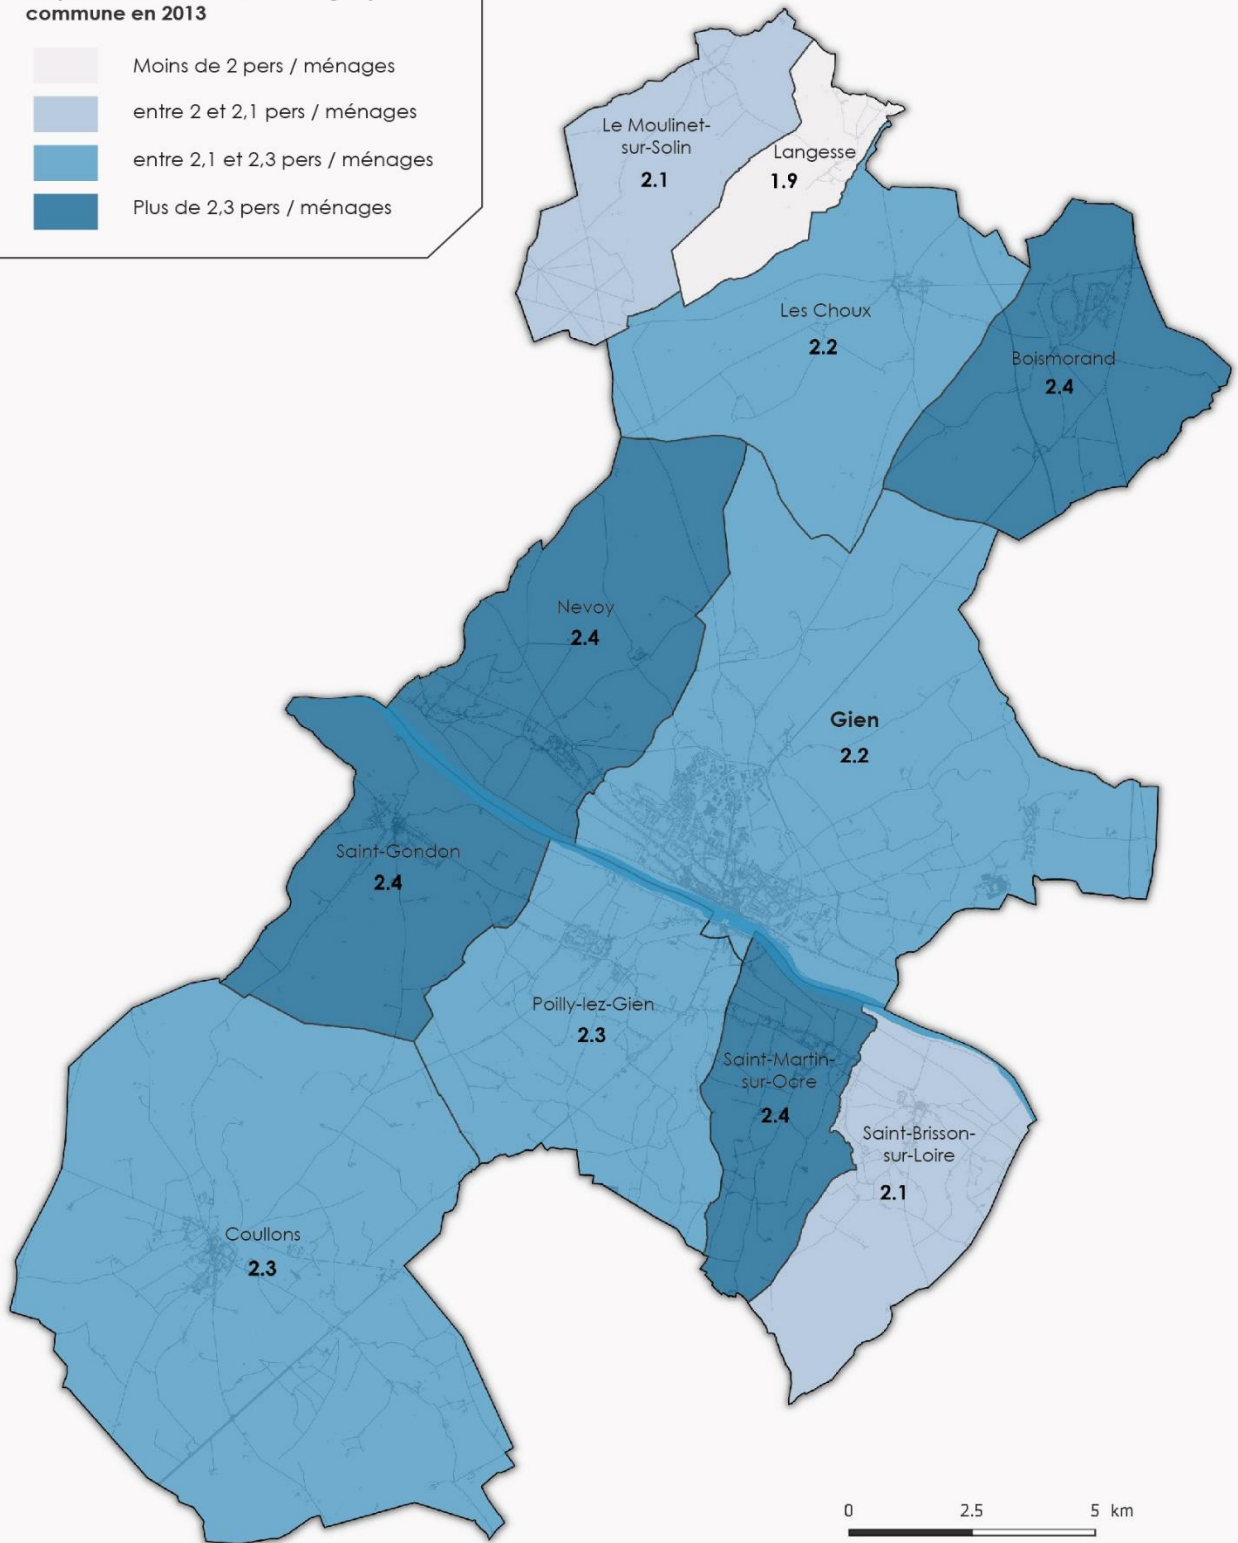 commune en 2013
Moins de 2 pers / ménages
entre 2 et 2,1 pers / ménages
entre 2,1 et 2,3 pers / ménages
Plus de 2,3 pers / ménages
Le Moulinet-
sur-Solin
2.1
Langesse
1.9
Les Choux
2.2
Boismorand
2.4
Nevoy
2.4
Gien
2.2
Saint-Gondon
2.4
Poilly-lez-Gien
2.3
Saint-Martin-
sur-Ocre
2.4
Saint-Brisson-
sur-Loire
2.1
Coullons
2.3
0 2.5 5 km